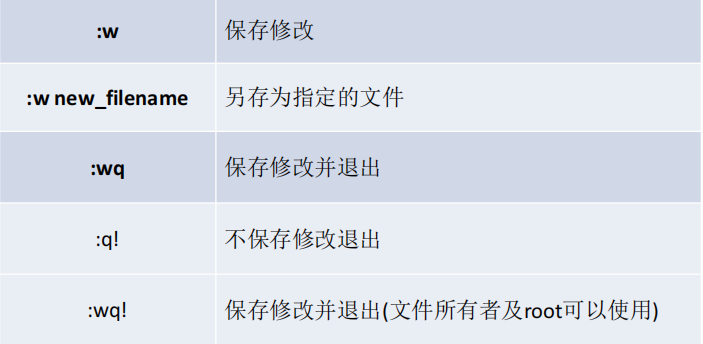 :w 保存修改
:w new_filename 另存为指定的文件
:wq 保存修改并退出
:q! 不保存修改退出
:wq! 保存修改并退出(文件所有者及root可以使用)